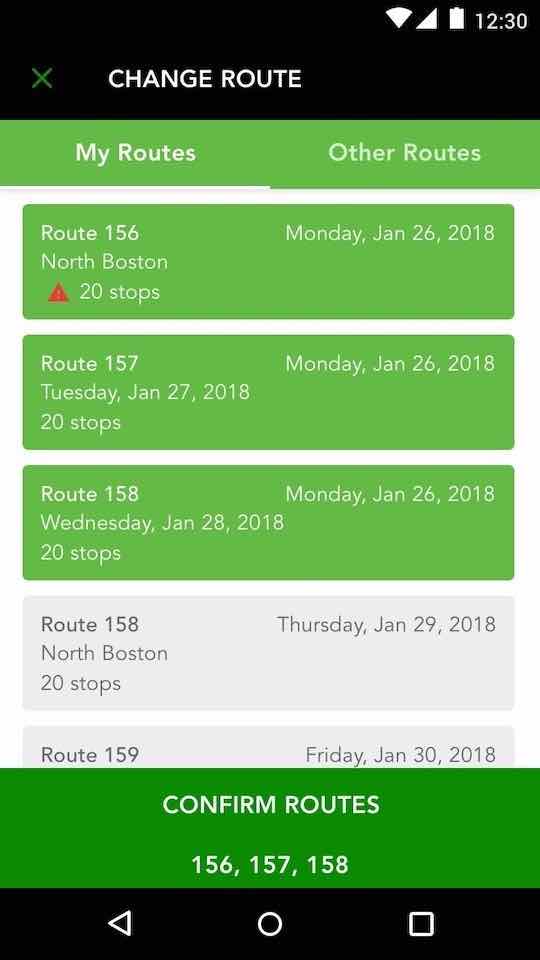 12:30
CHANGE ROUTE
My Routes Other Routes
Route 156 Monday, Jan 26, 2018
North Boston
20 stops
Route 157 Monday, Jan 26, 2018
Tuesday, Jan 27, 2018
20 stops
Route 158 Monday, Jan 26, 2018
Wednesday, Jan 28, 2018
20 stops
Route 158 Thursday, Jan 29, 2018
North Boston
20 stops
Route 159 Friday, Jan 30, 2018
CONFIRM ROUTES
156, 157, 158